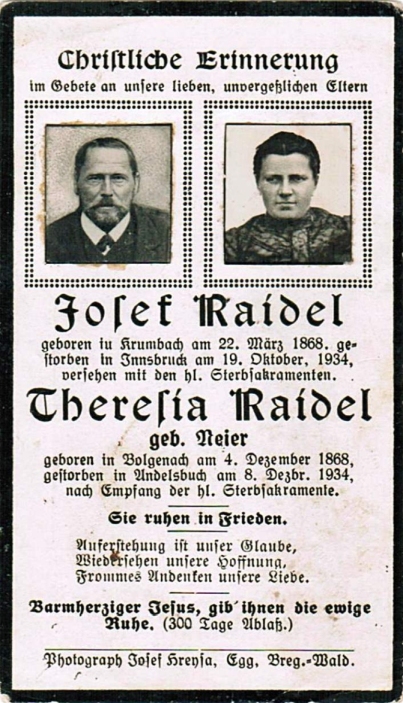 Christliche Erinnerung
im Gebete an unsere lieben, unvergeßlichen Eltern
Josef Raidel
geboren in Krumbach am 22. März 1868. ge-
storben in Innsbruck am 19. Oktober, 1934,
versehen mit den hl. Sterbsakramenten.
Theresia Raidel
geb. Neier
geboren in Bolgenach am 4. Dezember 1868,
gestorben in Andelsbuch am 8. Dezbr. 1934,
nach Empfang der hl. Sterbsakramente.
Sie ruhen in Frieden.
Auferstehung ist unser Glaube,
Wiedersehen unsere Hoffnung,
Frommes Andenken unsere Liebe.
Barmherziger Jesus, gib' ihnen die ewige
Ruhe. (300 Tage Ablaß.)
Photograph Josef Hreysa, Egg, Breg.-Wald.